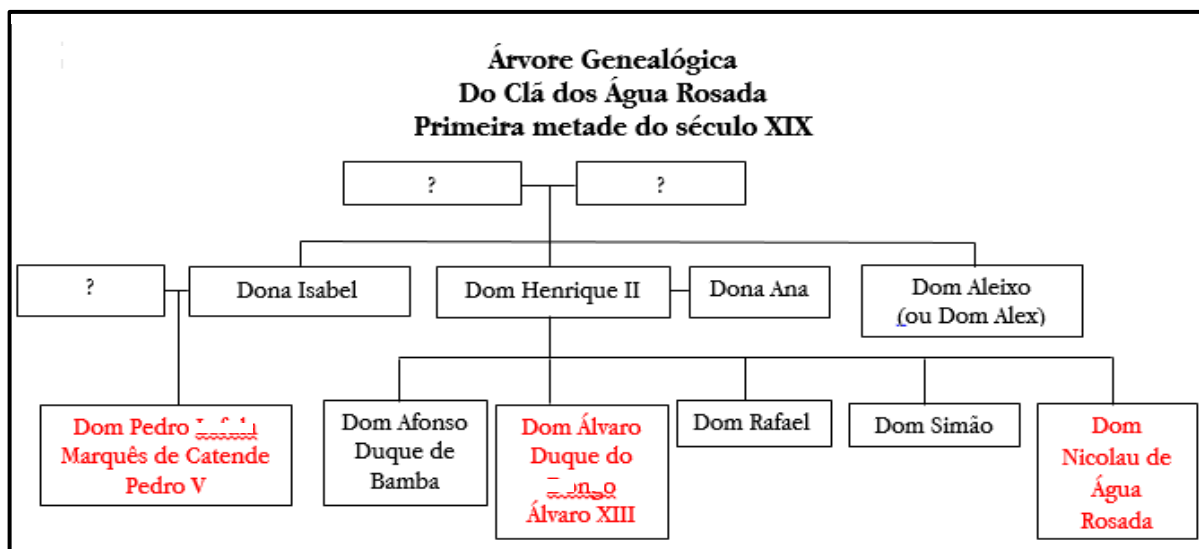 Árvore Genealógica
Do Clã dos Água Rosada
Primeira metade do século XIX
?
?
?
Dona Isabel
Dom Henrique II
Dona Ana
Dom Aleixo
(ou Dom Alex)
Dom Pedro
Marquês de Catende
Pedro V
Dom Afonso
Duque de
Bamba
Dom Álvaro
Duque do
Álvaro XIII
Dom Rafael
Dom Simão
Dom
Nicolau de
Água
Rosada